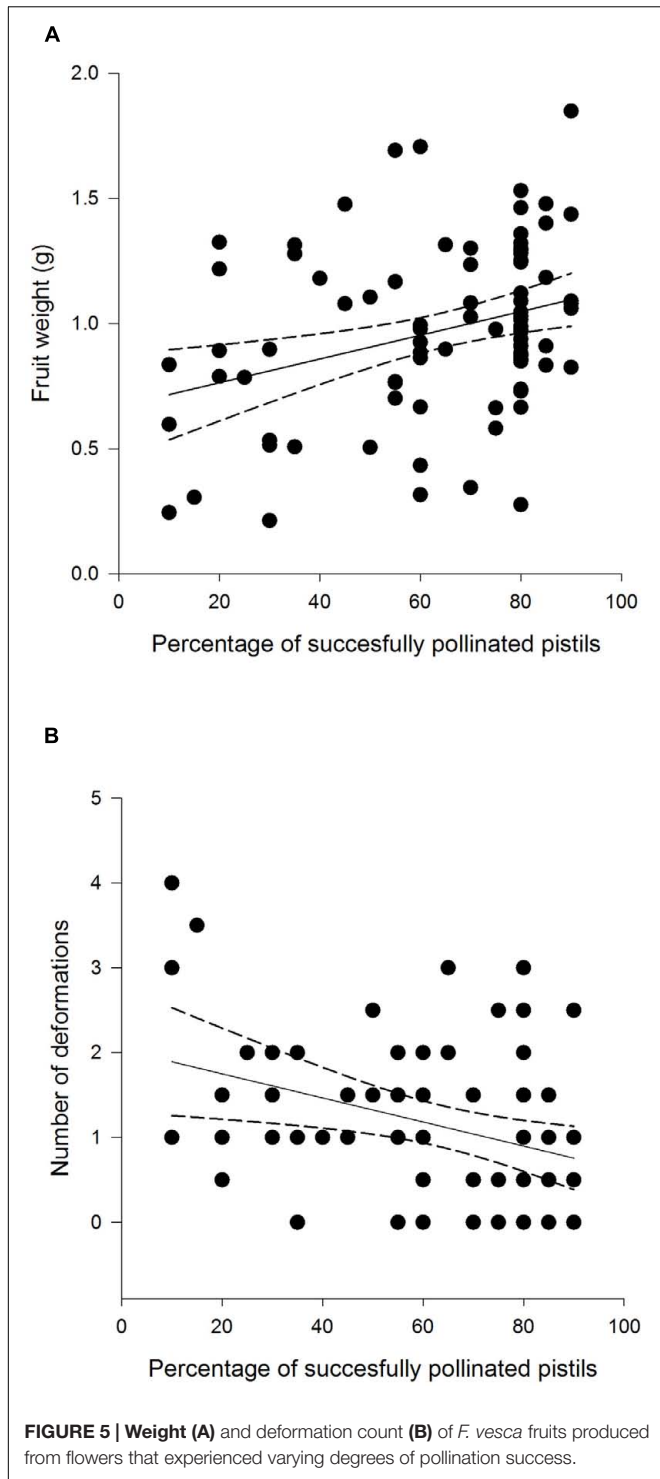 A
2.0
1.5
1.0
0.5
0.0
Fruit weight (g)
0 20 40 60 80 100
Percentage of succesfully pollinated pistils
B
5
4
3
2
1
0
Number of deformations
0 20 40 60 80 100
Percentage of succesfully pollinated pistils
FIGURE 5 | Weight (A) and deformation count (B) of F. vesca fruits produced
from flowers that experienced varying degrees of pollination success.